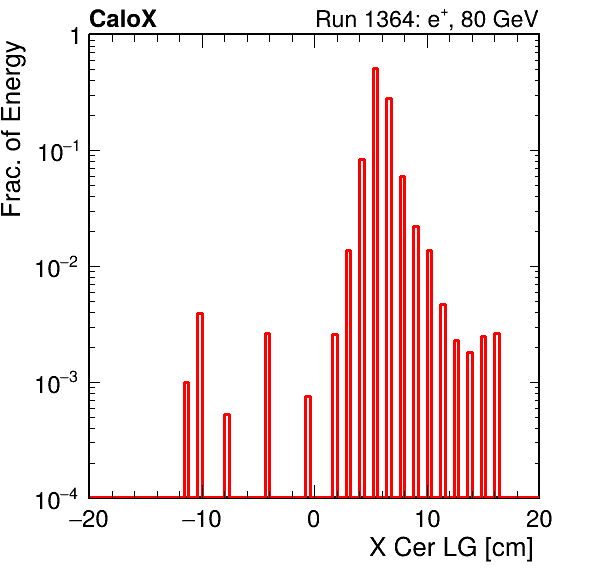 CaloX Run 1364: e⁺, 80 GeV
Frac. of Energy
1
10⁻¹
10⁻²
10⁻³
10⁻⁴
−20 −10 0 10 20
X Cer LG [cm]